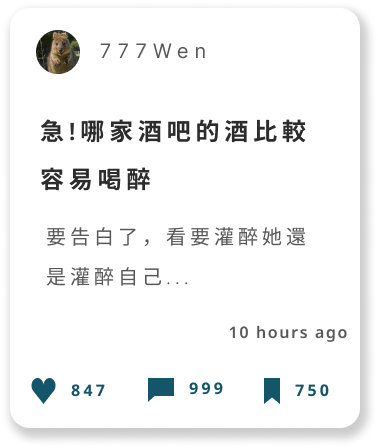 777Wen
急!哪家酒吧的酒比較
容易喝醉
要告白了，看要灌醉她還
是灌醉自己...
10 hours ago
847 999 750